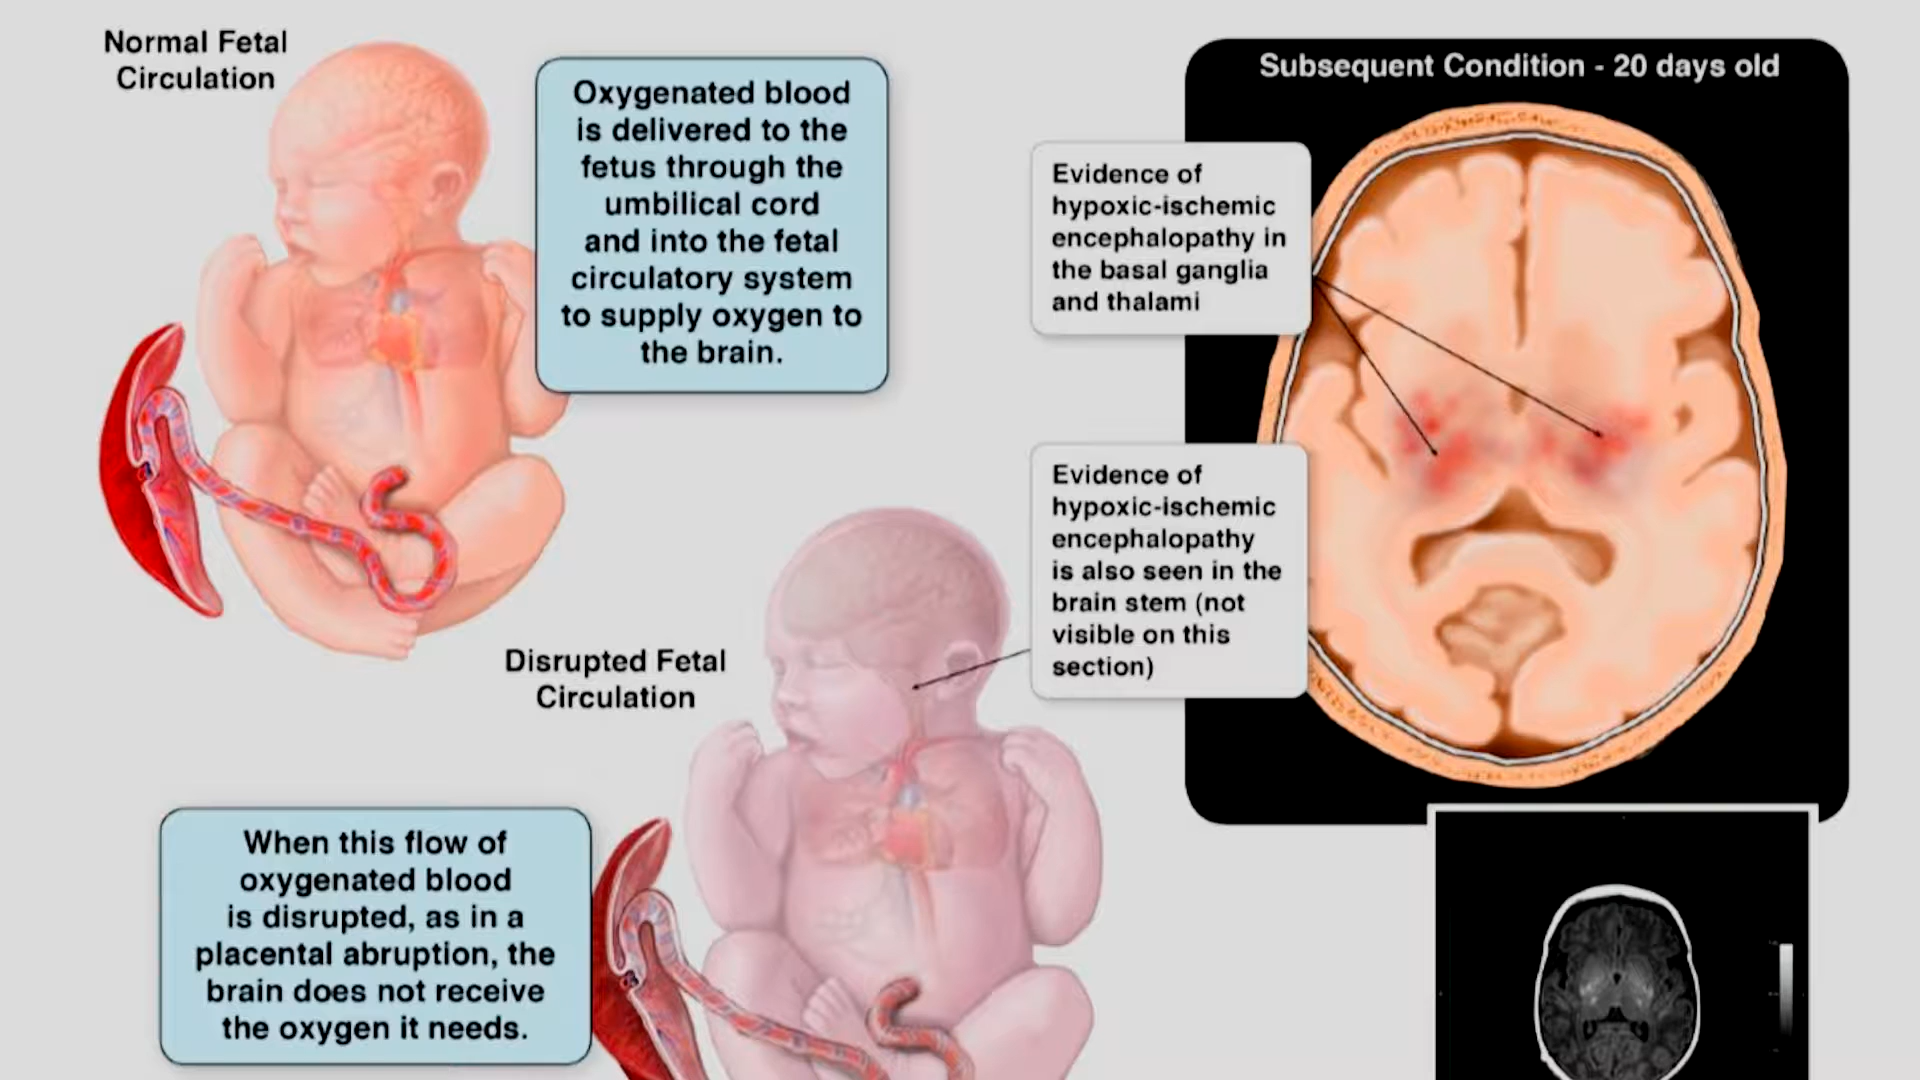 Normal Fetal
Circulation
Oxygenated blood
is delivered to the
fetus through the
umbilical cord
and into the fetal
circulatory system
to supply oxygen to
the brain.
Subsequent Condition - 20 days old
Evidence of
hypoxic-ischemic
encephalopathy in
the basal ganglia
and thalami
Evidence of
hypoxic-ischemic
encephalopathy
is also seen in the
brain stem (not
visible on this
section)
Disrupted Fetal
Circulation
When this flow of
oxygenated blood
is disrupted, as in a
placental abruption, the
brain does not receive
the oxygen it needs.